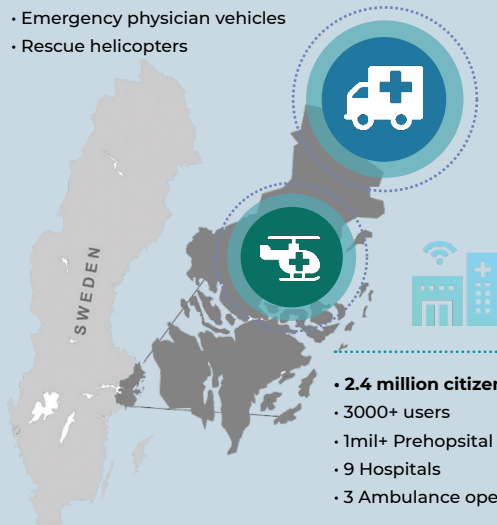 • Emergency physician vehicles
• Rescue helicopters
SWEDEN
• 2.4 million citizen
• 3000+ users
• 1mil+ Prehopsital
• 9 Hospitals
• 3 Ambulance ope